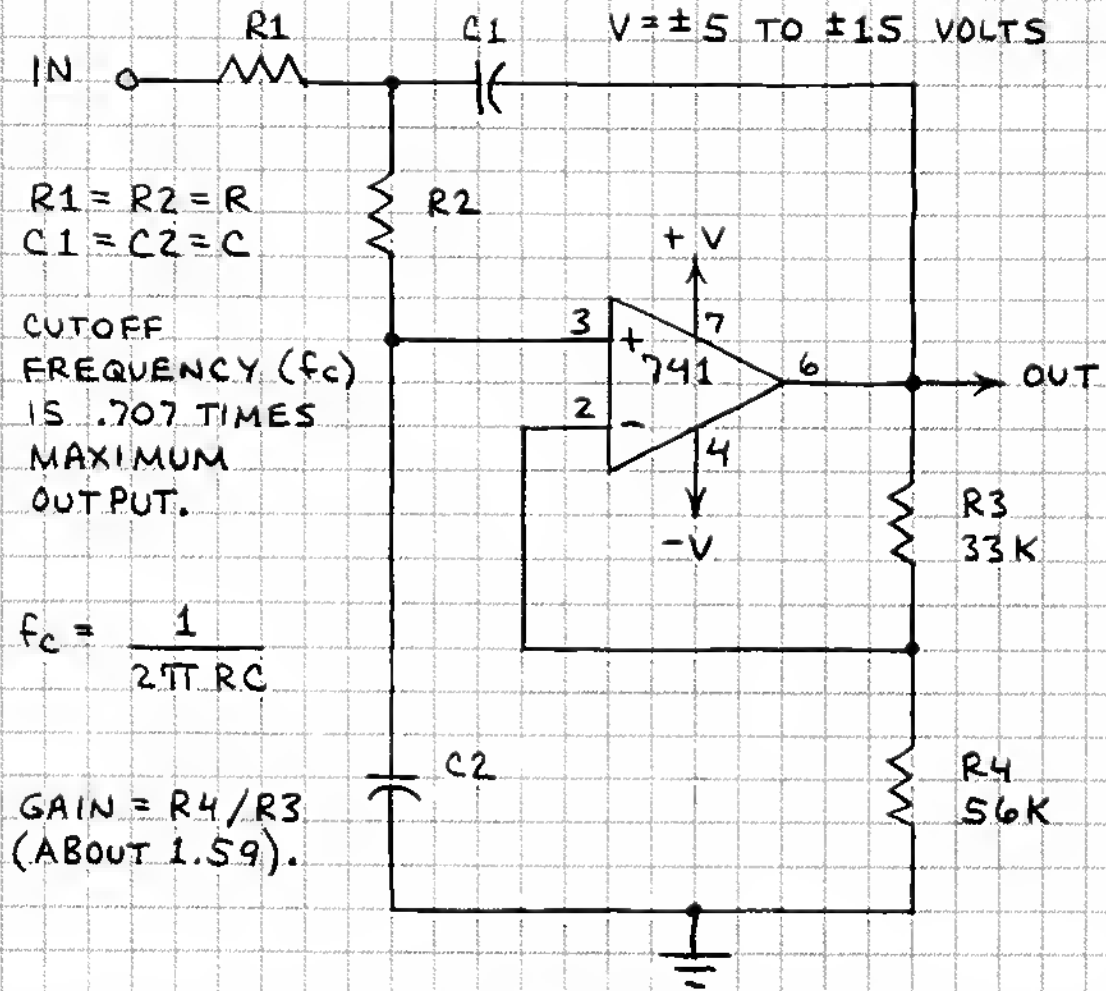 R1
C1
V = ± 5 TO ± 15 VOLTS
IN
R1 = R2 = R
C1 = C2 = C
R2
+ V
CUTOFF
FREQUENCY (fc)
IS .707 TIMES
MAXIMUM
OUTPUT.
3
+
7
741
6
OUT
2
-
4
-V
R3
33K
fc = 1
2π RC
C2
R4
56K
GAIN = R4/R3
(ABOUT 1.59).